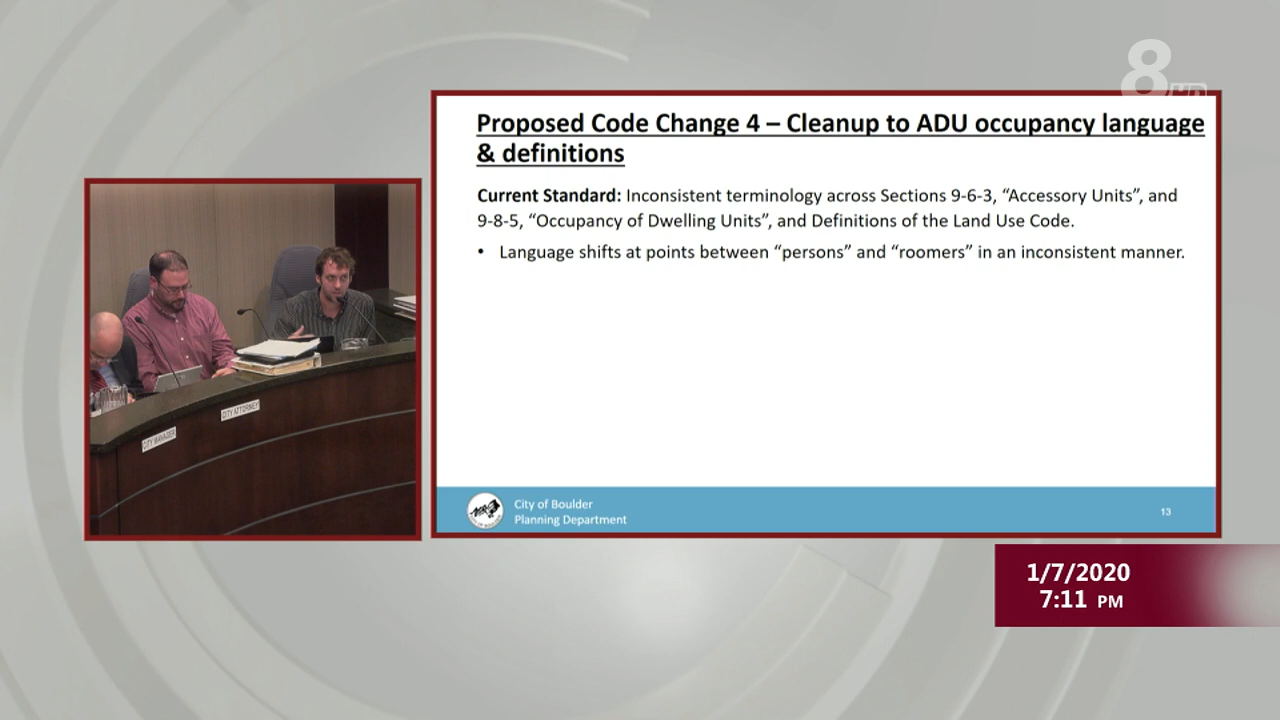 8 HD
Proposed Code Change 4 – Cleanup to ADU occupancy language
& definitions
Current Standard: Inconsistent terminology across Sections 9-6-3, “Accessory Units”, and
9-8-5, “Occupancy of Dwelling Units”, and Definitions of the Land Use Code.
• Language shifts at points between “persons” and “roomers” in an inconsistent manner.
CITY MANAGER
CITY ATTORNEY
City of Boulder
Planning Department
13
1/7/2020
7:11 PM